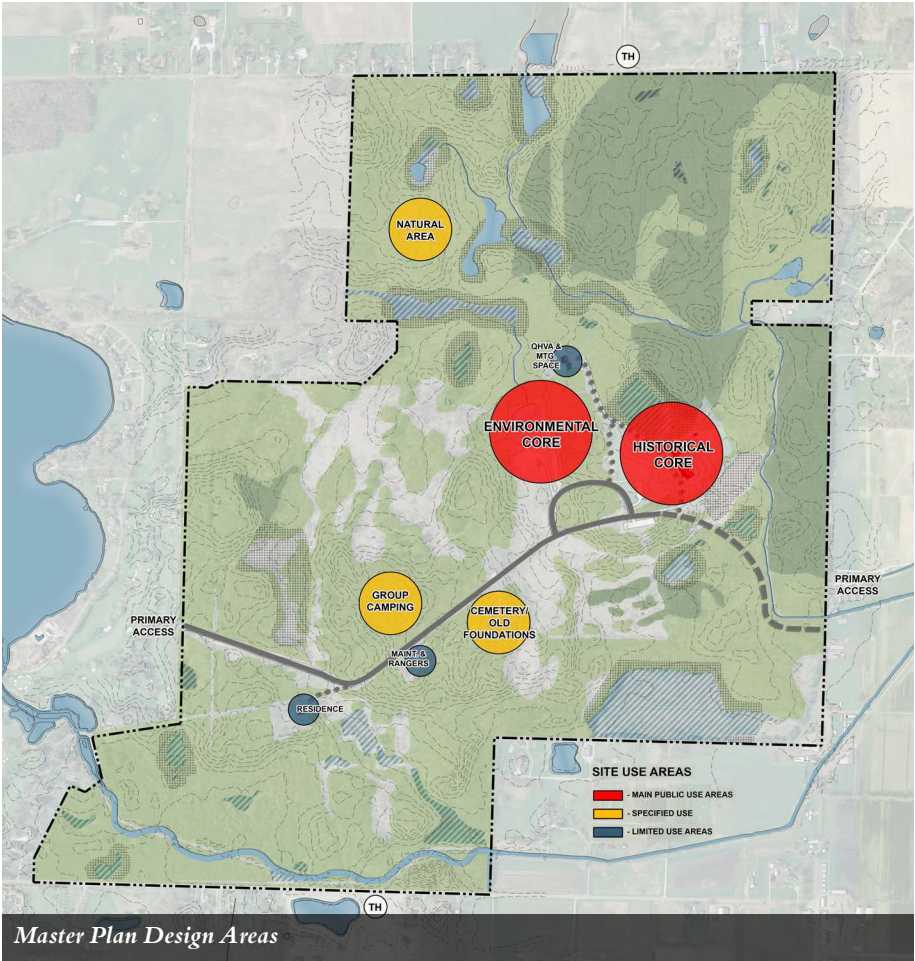 TH
NATURAL
AREA
QHVA &
MTG.
SPACE
ENVIRONMENTAL
CORE
HISTORICAL
CORE
PRIMARY
ACCESS
GROUP
CAMPING
CEMETERY/
OLD
FOUNDATIONS
PRIMARY
ACCESS
MAINT. &
RANGERS
RESIDENCE
SITE USE AREAS
- MAIN PUBLIC USE AREAS
- SPECIFIED USE
- LIMITED USE AREAS
TH
Master Plan Design Areas